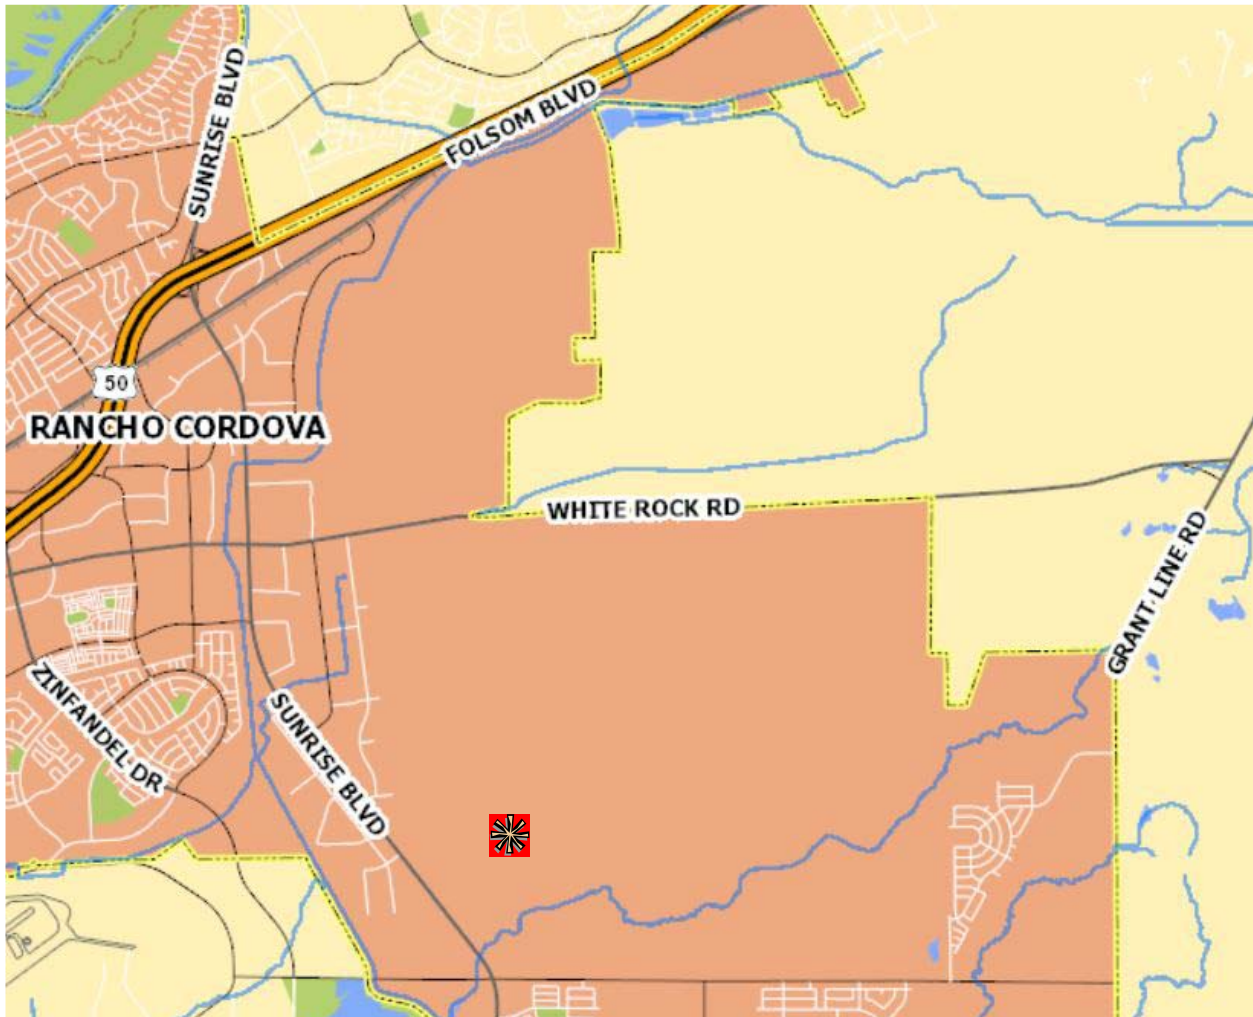 SUNRISE BLVD
FOLSOM BLVD
50
RANCHO CORDOVA
WHITE ROCK RD
GRANT LINE RD
ZINFANDEL DR
SUNRISE BLVD